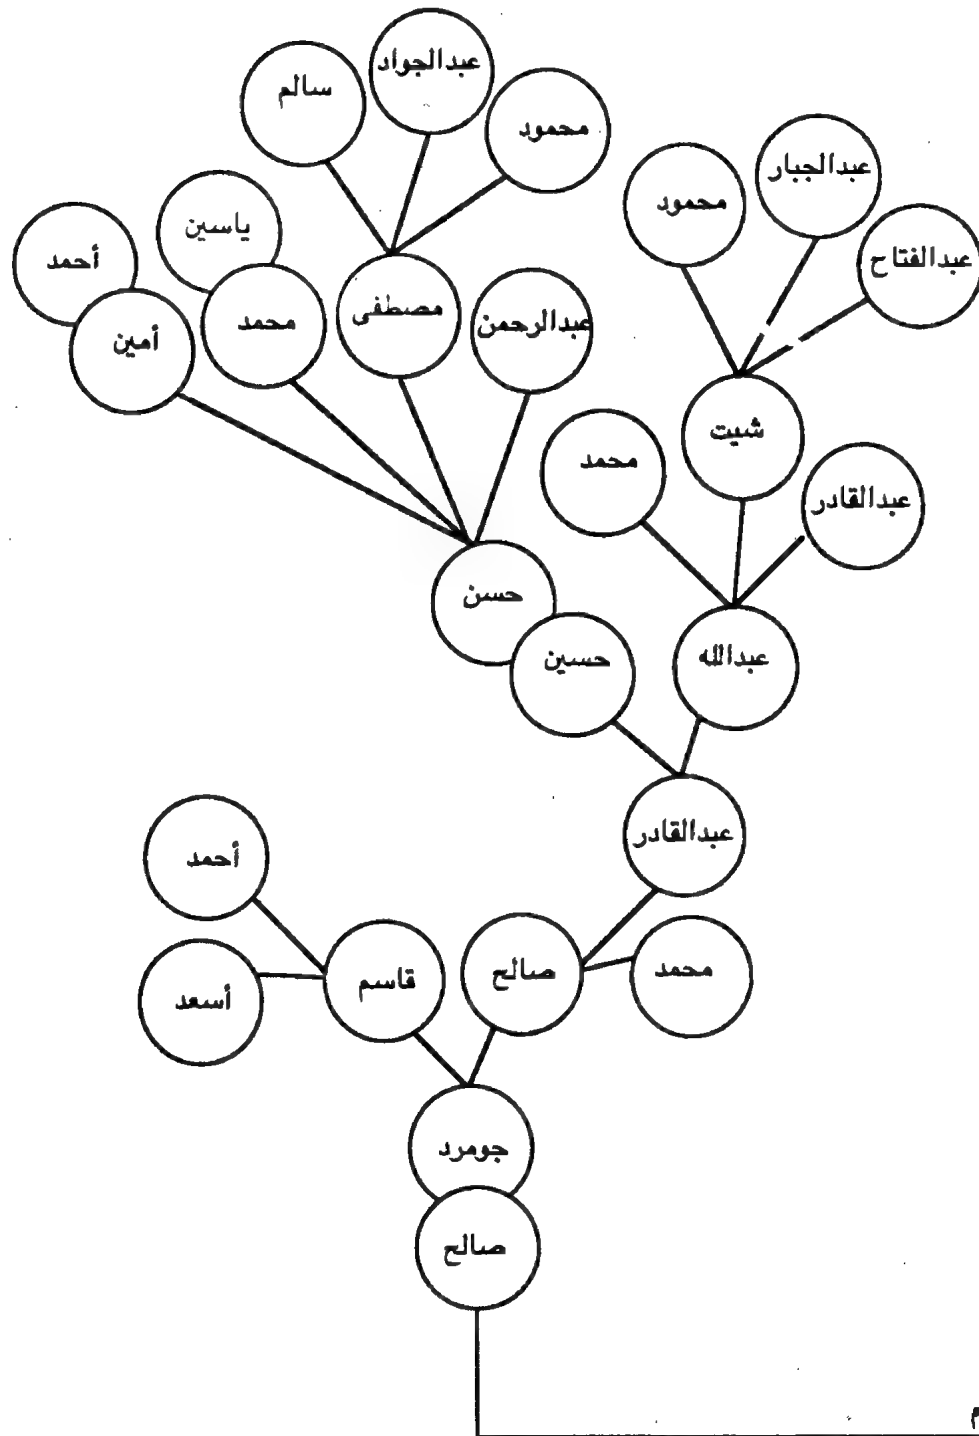 عبدالجواد
سالم
محمود
عبدالجبار
محمود
عبدالفتاح
ياسين
أحمد
مصطفى
عبدالرحمن
محمد
أمين
شيت
محمد
عبدالقادر
حسن
حسين
عبدالله
عبدالقادر
أحمد
صالح
محمد
قاسم
أسعد
جومرد
صالح
م